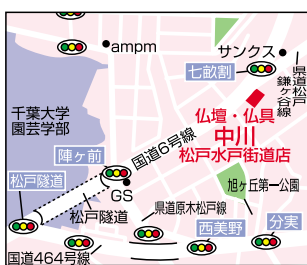 ampm
サンクス
七畝割
県道松戸
鎌ヶ谷線
千葉大学
園芸学部
仏壇・仏具
中川
松戸水戸街道店
国道6号線
陣ヶ前
GS
松戸隧道
松戸隧道
旭ヶ丘第一公園
県道原木松戸線
西美野
分実
国道464号線